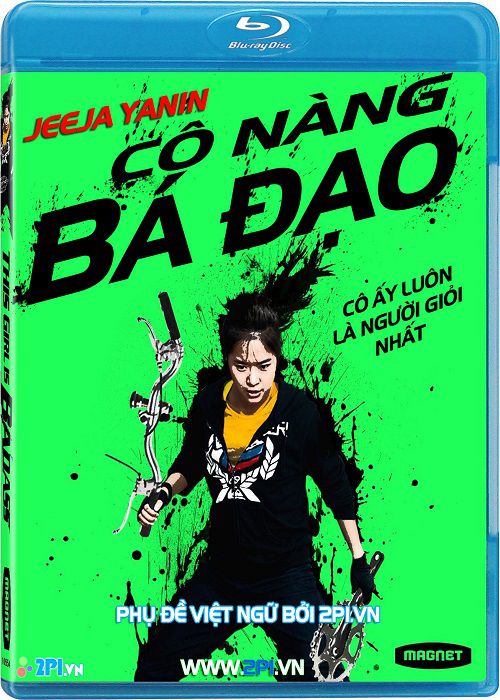 Blu-ray Disc
JEEJA YANIN
CÔ NÀNG
BÁ ĐẠO
CÔ ẤY LUÔN
LÀ NGƯỜI GIỎI
NHẤT
PHỤ ĐỀ VIỆT NGỮ BỞI 2PI.VN
WWW.2PI.VN
MAGNET
THIS GIRL IS BADASS
MAGNET
2PI.VN